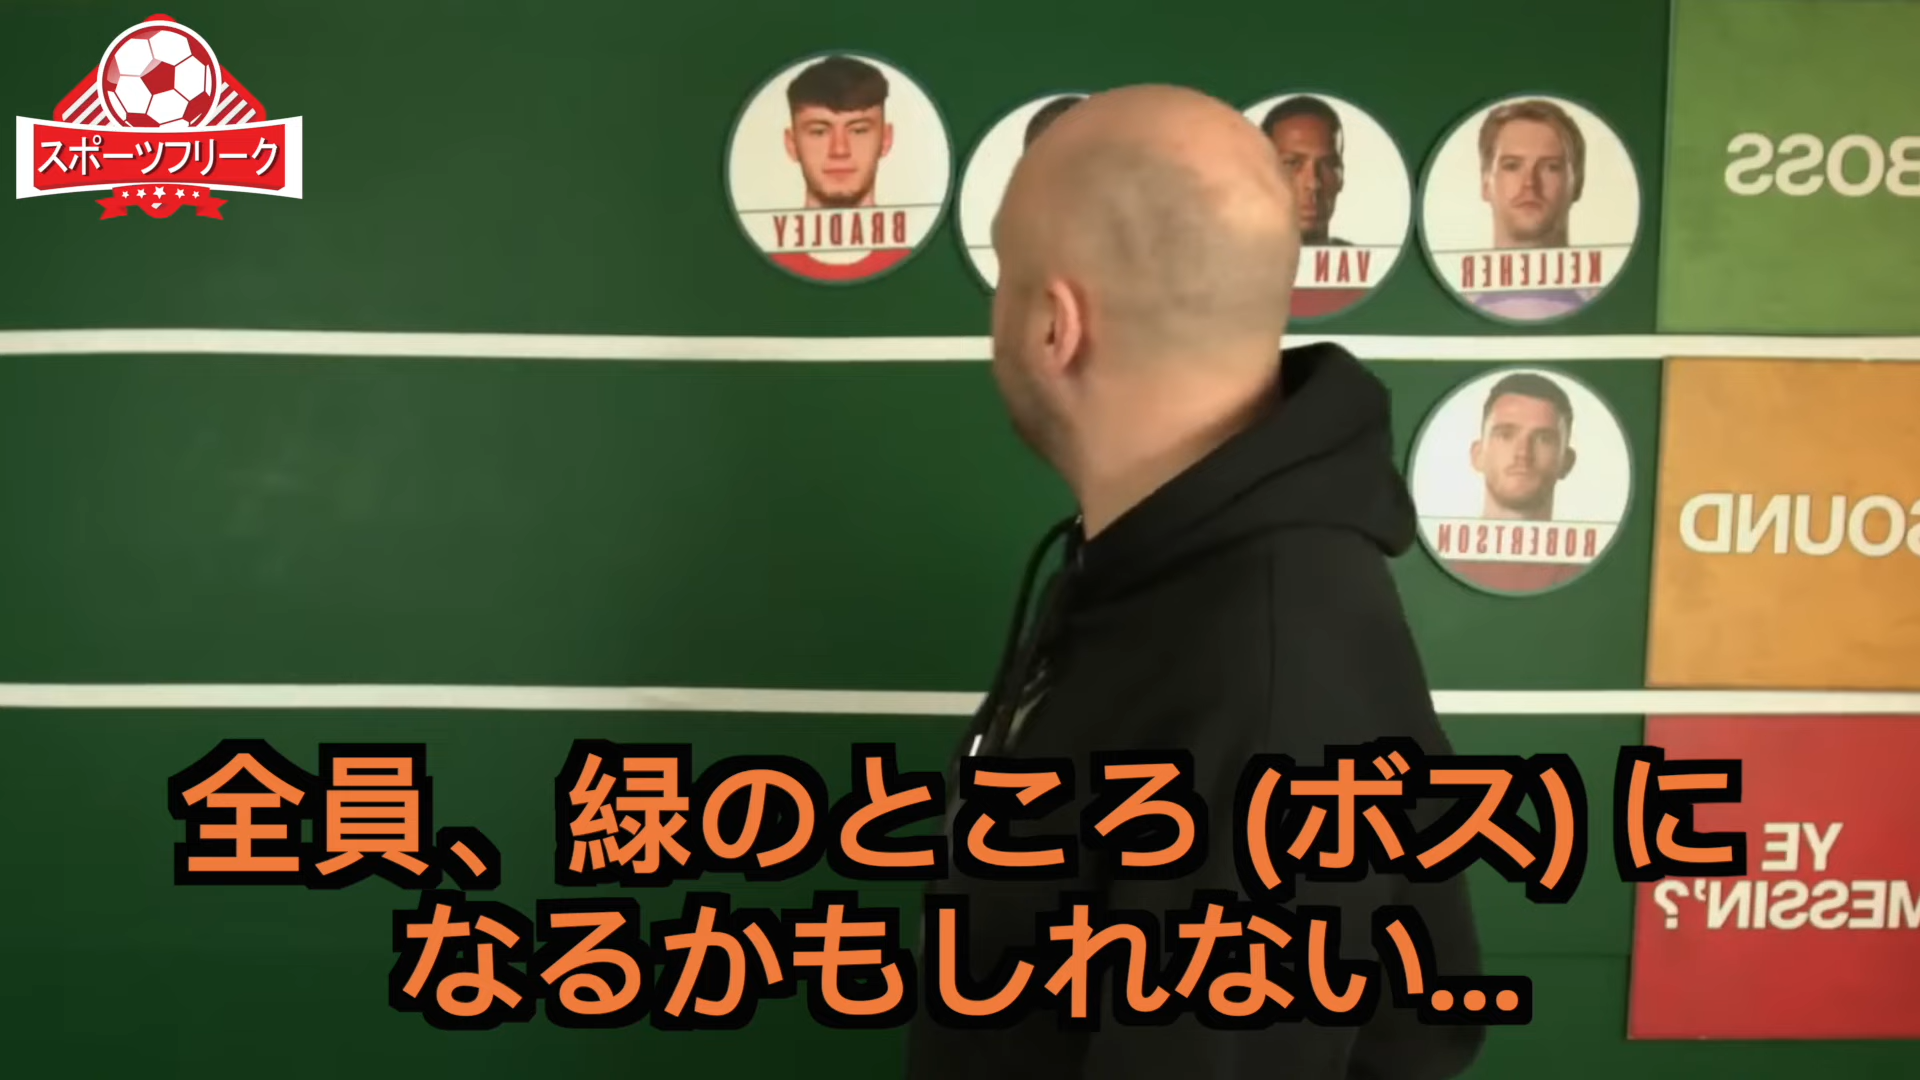 スポーツフリーク
BRADLEY
VAN
KELLEHER
BOSS
ROBERTSON
SOUND
YE
MESSIN'?
全員、緑のところ (ボス) に
なるかもしれない...